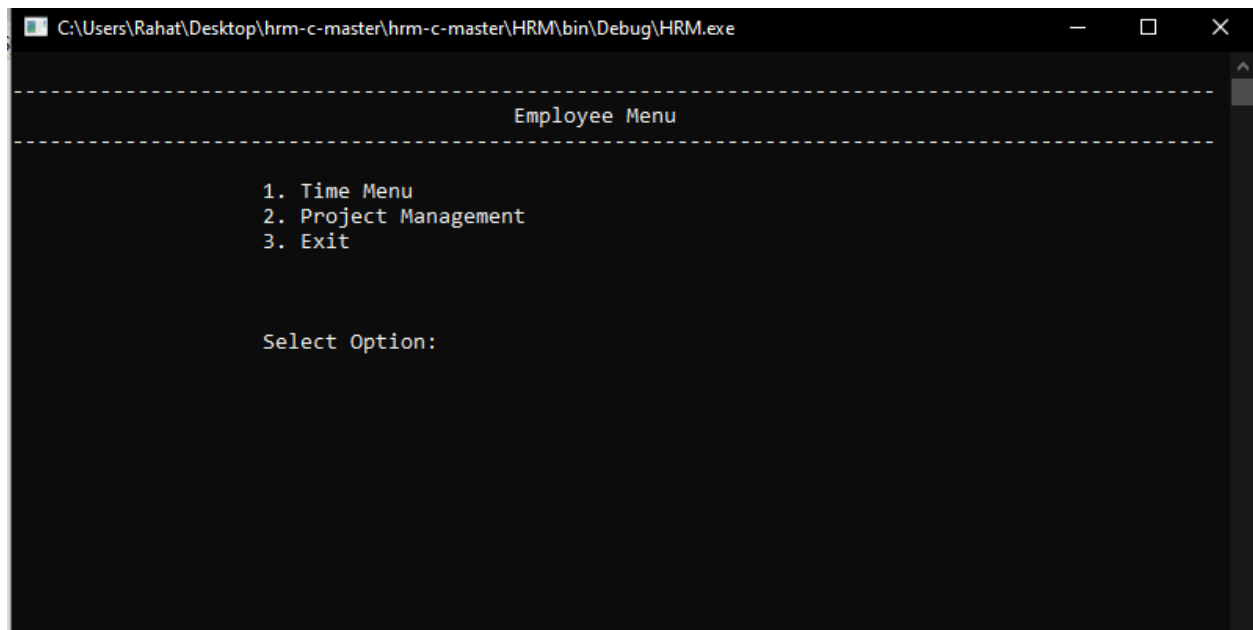 C:\Users\Rahat\Desktop\hrm-c-master\hrm-c-master\HRM\bin\Debug\HRM.exe
------------------------------------------------------------------------------------------------
Employee Menu
------------------------------------------------------------------------------------------------
1. Time Menu
2. Project Management
3. Exit
Select Option: